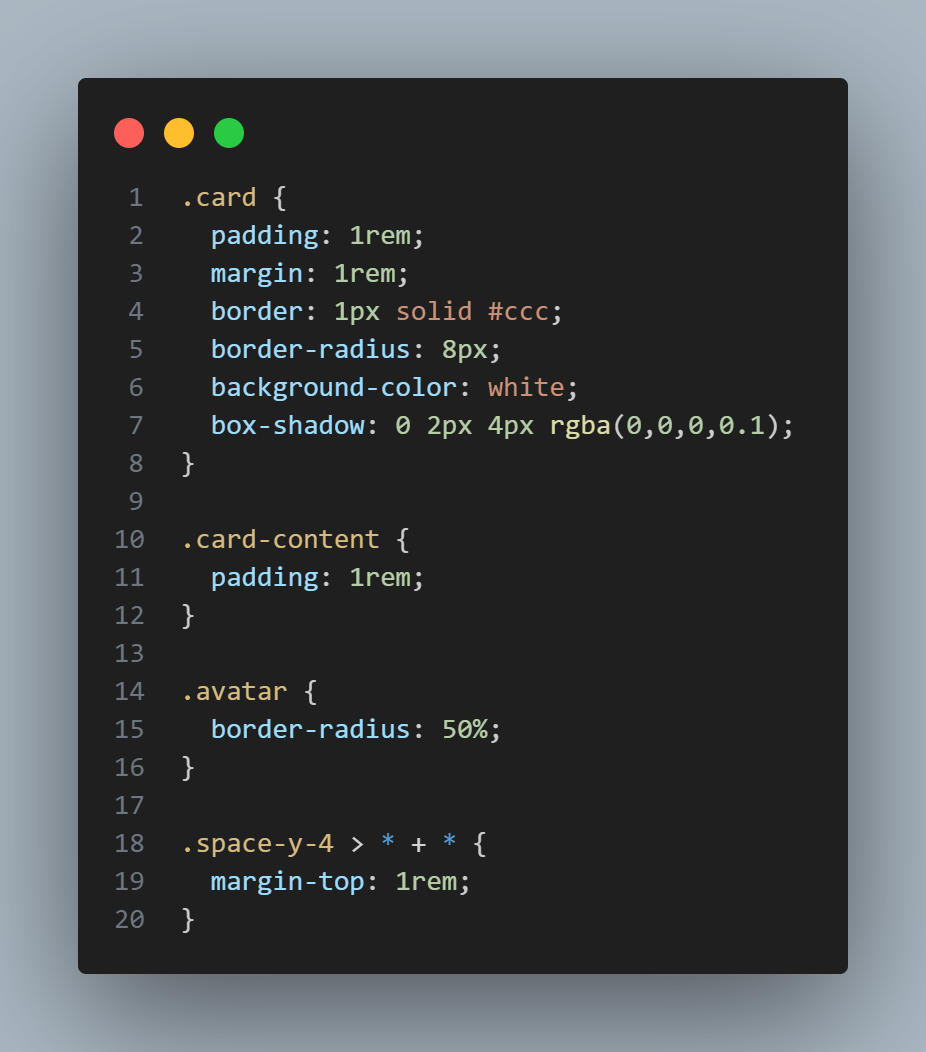 1 .card {
2   padding: 1rem;
3   margin: 1rem;
4   border: 1px solid #ccc;
5   border-radius: 8px;
6   background-color: white;
7   box-shadow: 0 2px 4px rgba(0,0,0,0.1);
8 }
9
10 .card-content {
11   padding: 1rem;
12 }
13
14 .avatar {
15   border-radius: 50%;
16 }
17
18 .space-y-4 > * + * {
19   margin-top: 1rem;
20 }